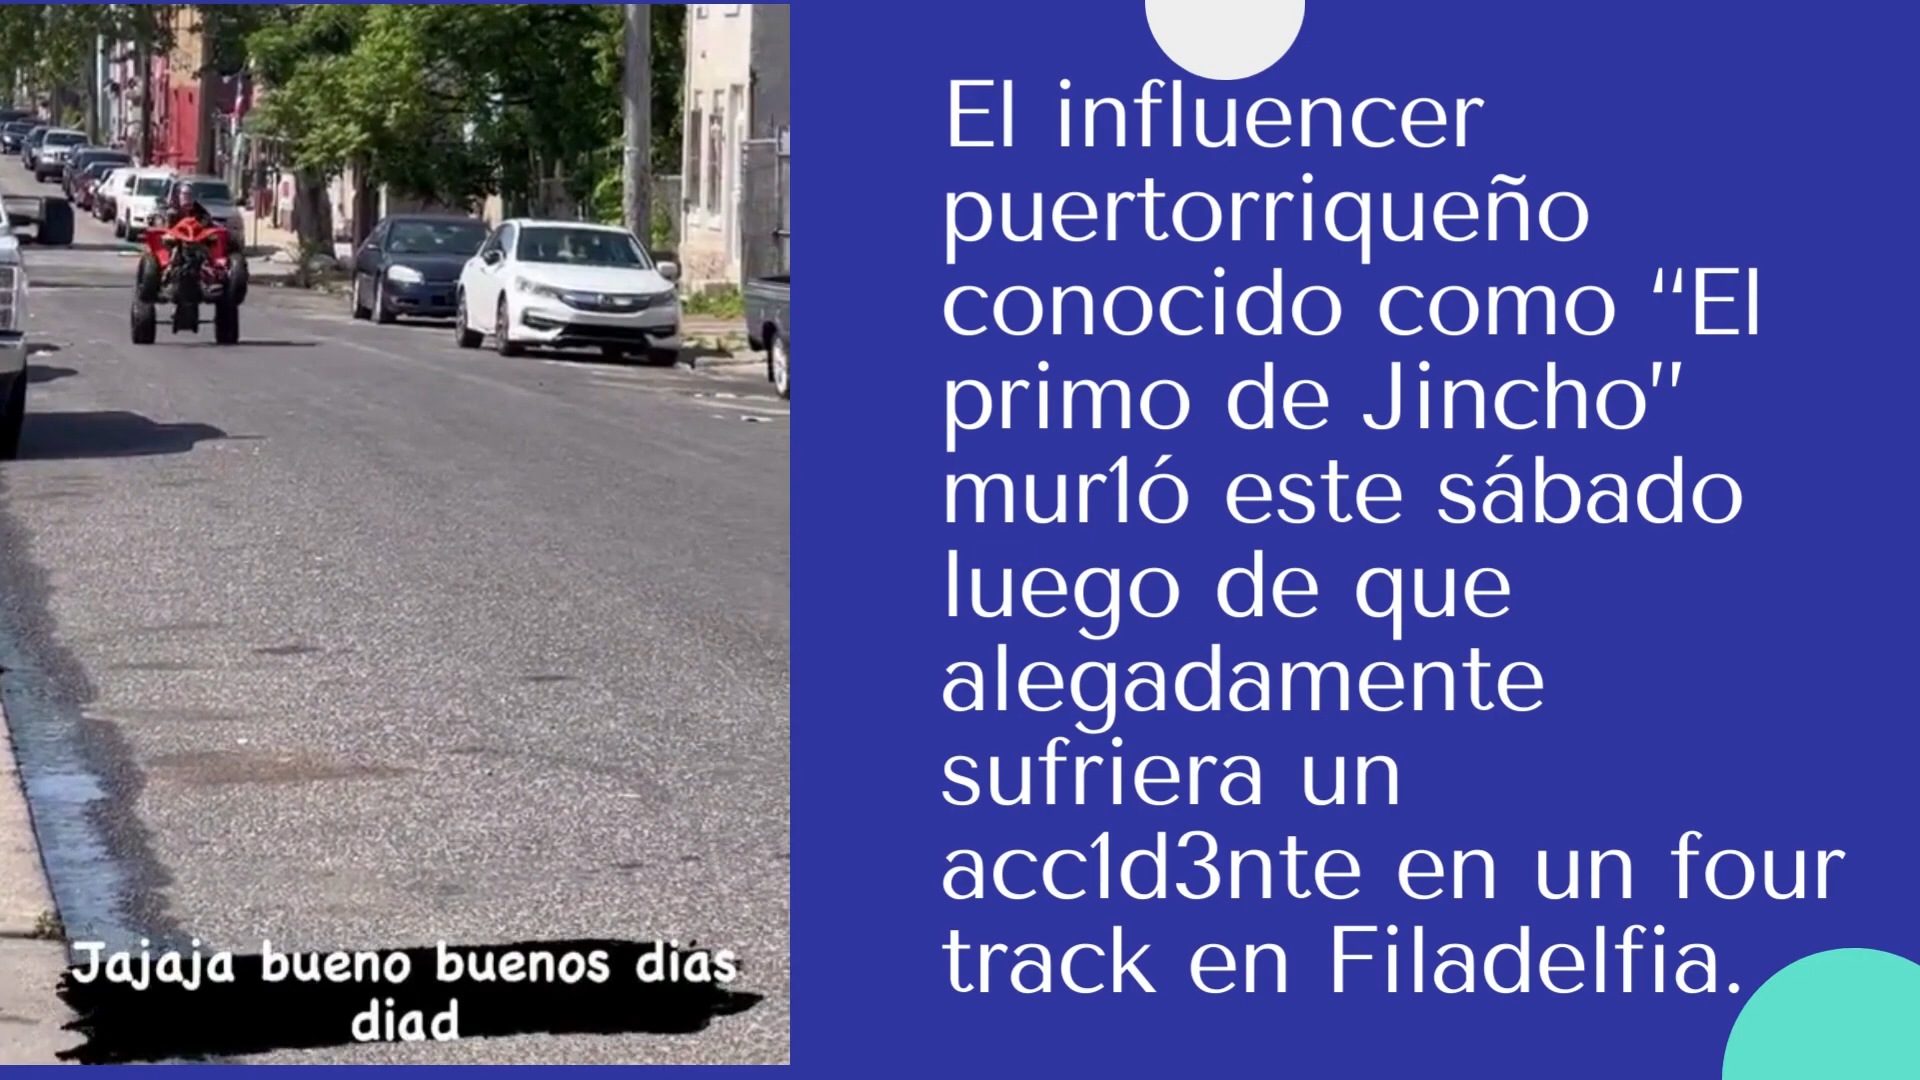 El influencer
puertorriqueño
conocido como “El
primo de Jincho”
mur1ó este sábado
luego de que
alegadamente
sufriera un
acc1d3nte en un four
track en Filadelfia.
Jajaja bueno buenos dias
diad